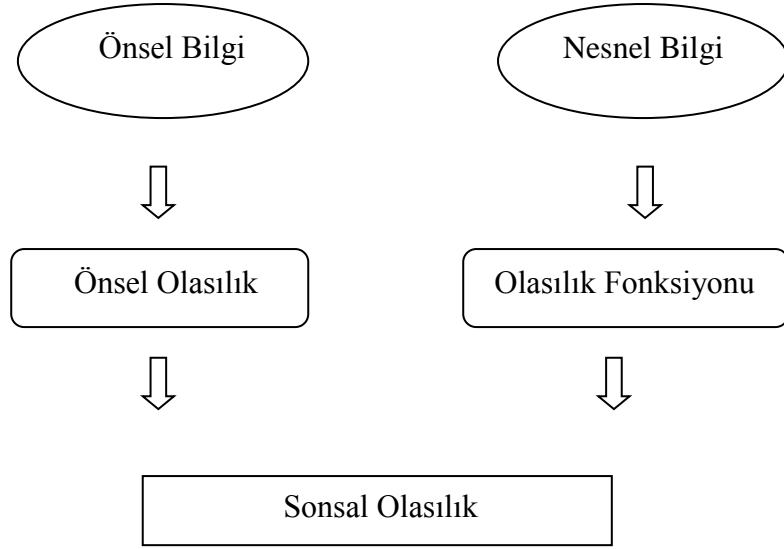 Önsel Bilgi
Nesnel Bilgi
Önsel Olasılık
Olasılık Fonksiyonu
Sonsal Olasılık